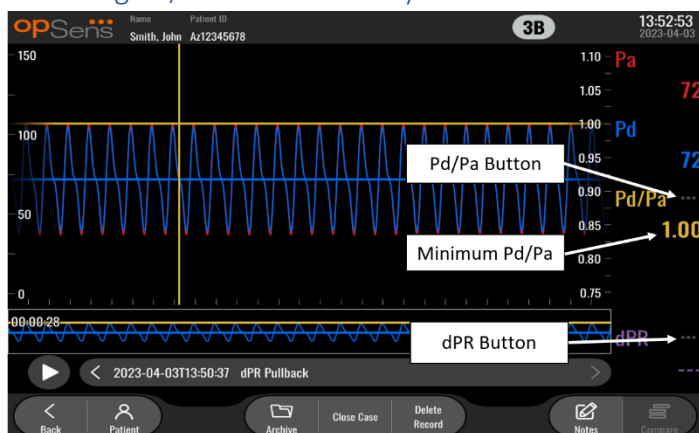 opSens
Name
Patient ID
Smith, John
Az12345678
3B
13:52:53
2023-04-03
150
100
50
0
1.10
1.05
1.00
0.95
0.90
0.85
0.80
0.75
Pa
72
Pd
72
Pd/Pa
...
1.00
dPR
...
---
Pd/Pa Button
Minimum Pd/Pa
dPR Button
00:00:28
2023-04-03T13:50:37 dPR Pullback
Back
Patient
Archive
Close Case
Delete
Record
Notes
Compare